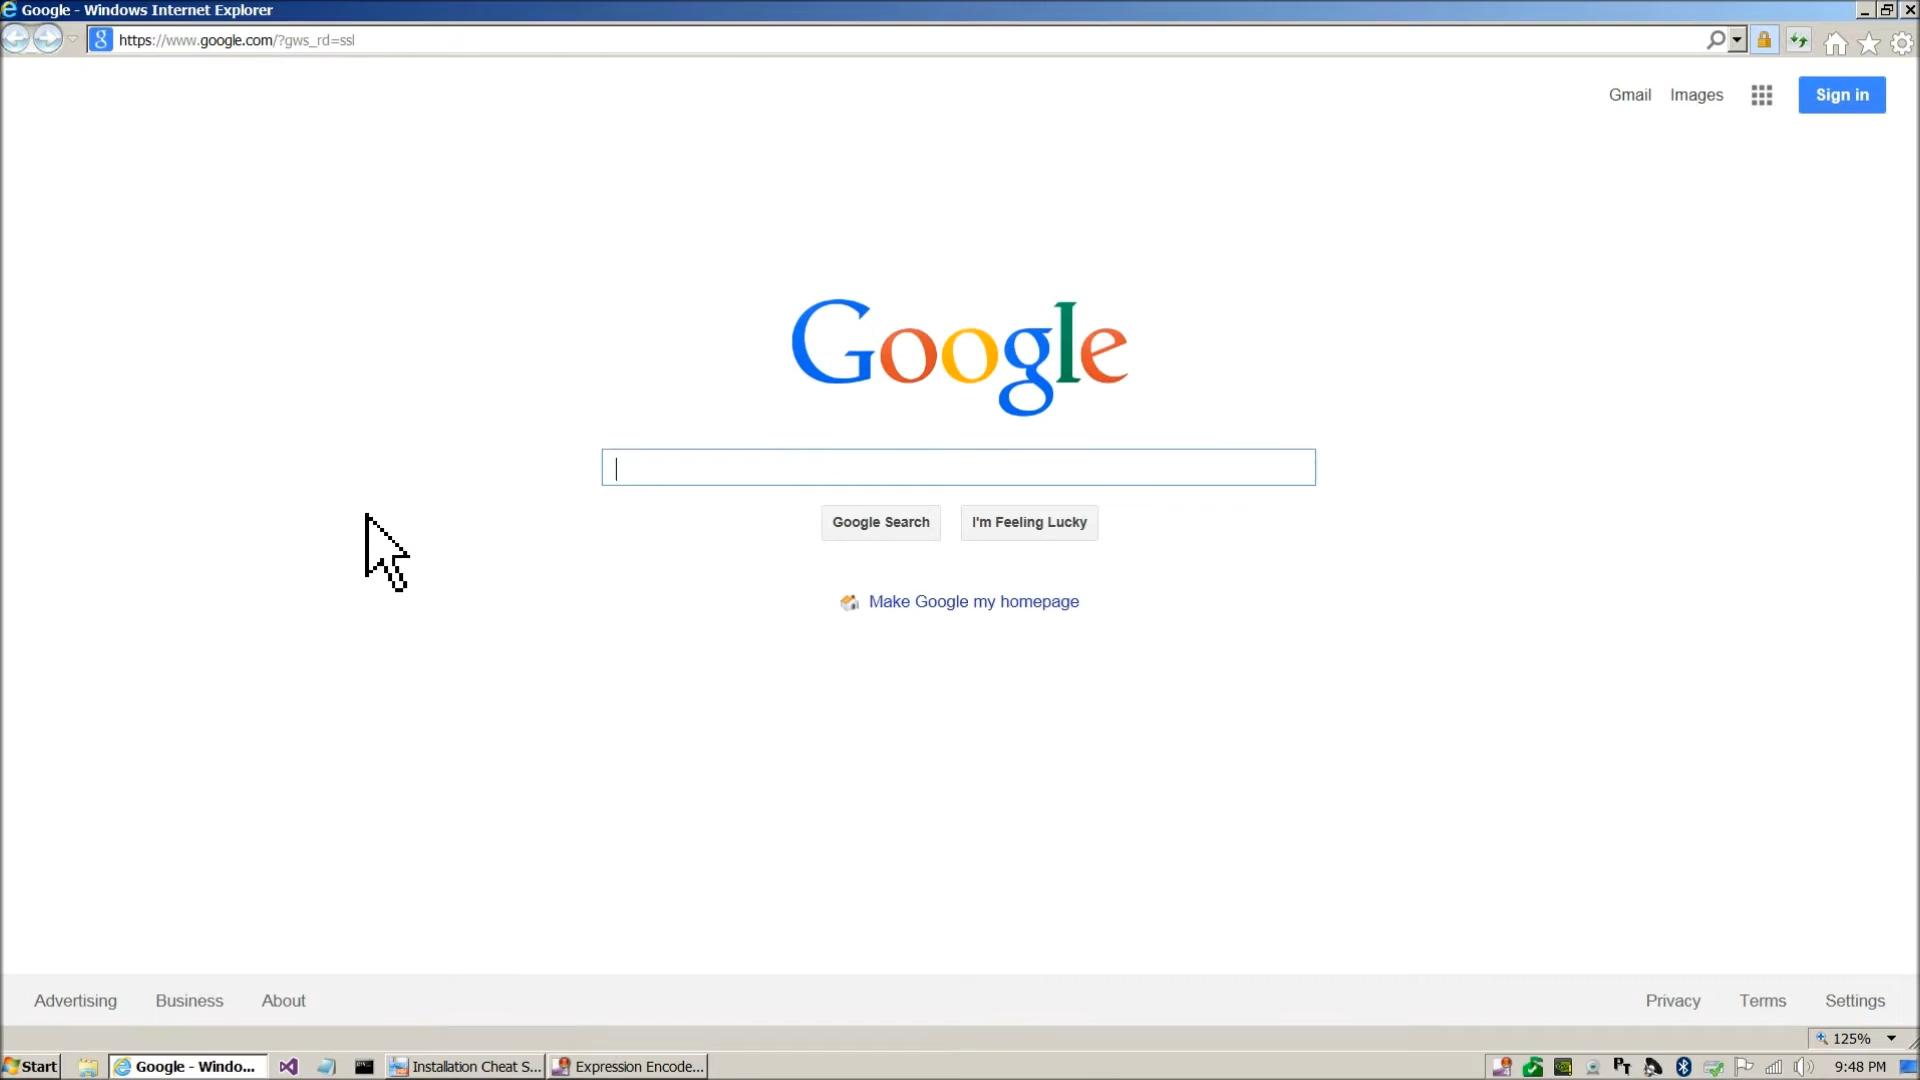 Google - Windows Internet Explorer
https://www.google.com/?gws_rd=ssl
Gmail Images Sign in
Google
Google Search I'm Feeling Lucky
Make Google my homepage
Advertising Business About Privacy Terms Settings
125%
Start Google - Windo... Installation Cheat S... Expression Encode... PT 9:48 PM